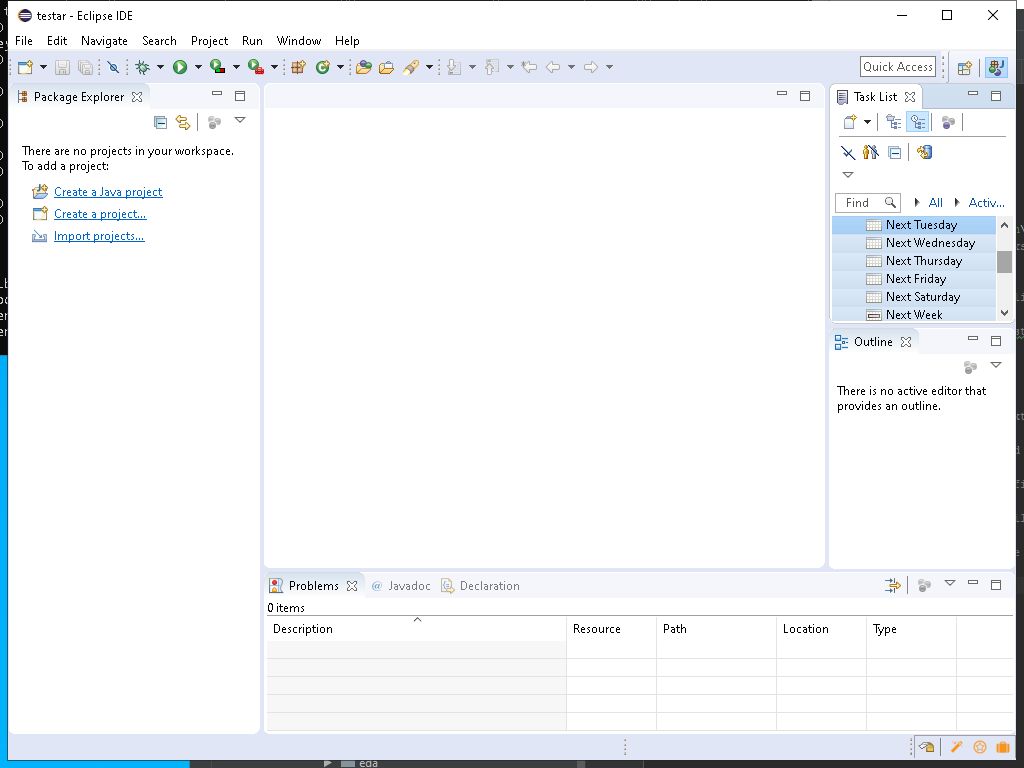 testar - Eclipse IDE
File Edit Navigate Search Project Run Window Help
Quick Access
Package Explorer
There are no projects in your workspace.
To add a project:
Create a Java project
Create a project...
Import projects...
Task List
Find
All
Activ...
Next Tuesday
Next Wednesday
Next Thursday
Next Friday
Next Saturday
Next Week
Outline
There is no active editor that
provides an outline.
Problems
@ Javadoc
Declaration
0 items
Description Resource Path Location Type
eda